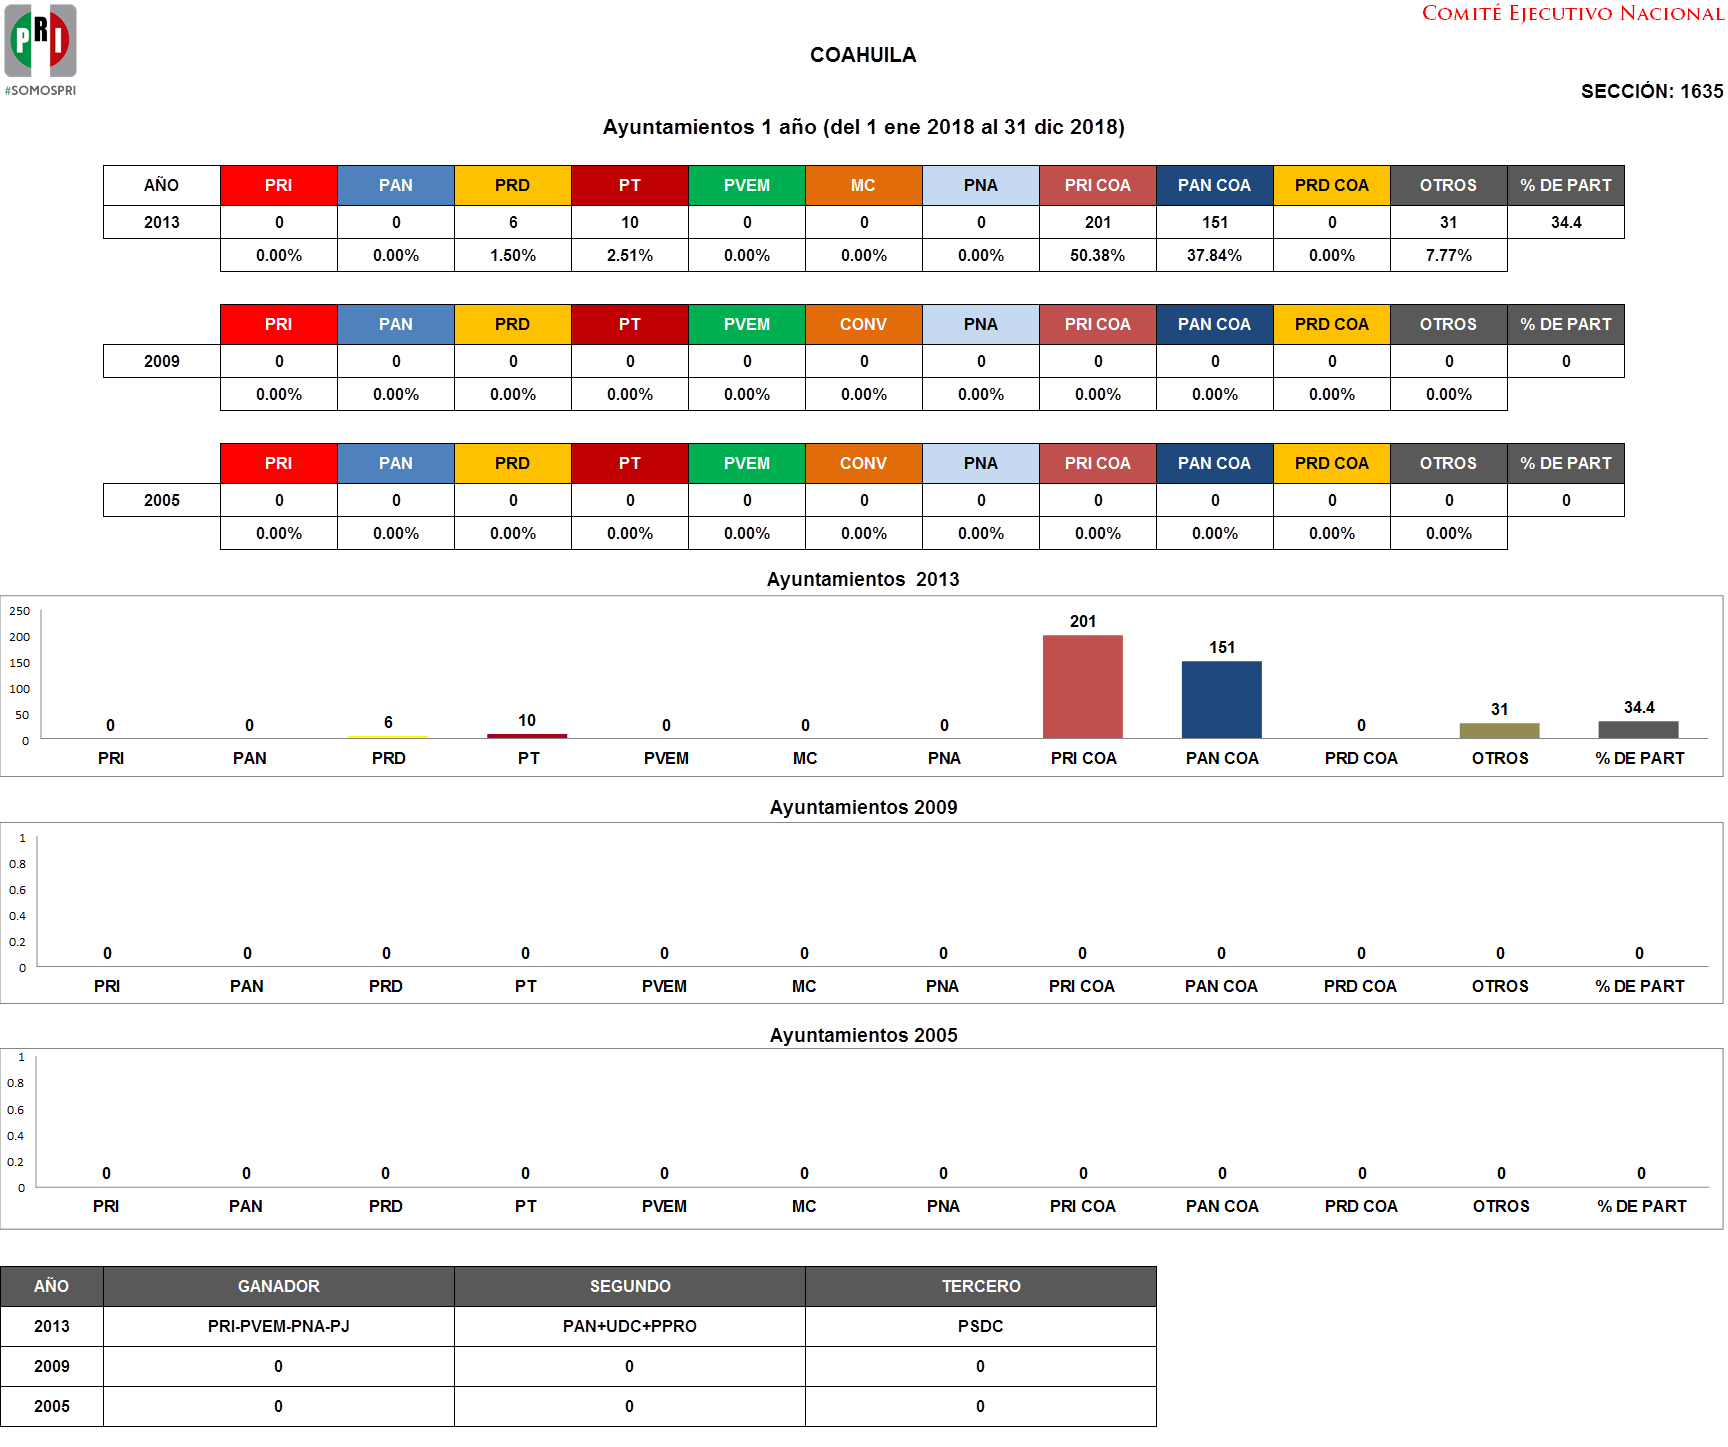 COMITÉ EJECUTIVO NACIONAL
PRI
#SOMOSPRI
COAHUILA
SECCIÓN: 1635
Ayuntamientos 1 año (del 1 ene 2018 al 31 dic 2018)
AÑO PRI PAN PRD PT PVEM MC PNA PRI COA PAN COA PRD COA OTROS % DE PART
2013 0 0 6 10 0 0 0 201 151 0 31 34.4
0.00% 0.00% 1.50% 2.51% 0.00% 0.00% 0.00% 50.38% 37.84% 0.00% 7.77%
PRI PAN PRD PT PVEM CONV PNA PRI COA PAN COA PRD COA OTROS % DE PART
2009 0 0 0 0 0 0 0 0 0 0 0 0
0.00% 0.00% 0.00% 0.00% 0.00% 0.00% 0.00% 0.00% 0.00% 0.00% 0.00%
PRI PAN PRD PT PVEM CONV PNA PRI COA PAN COA PRD COA OTROS % DE PART
2005 0 0 0 0 0 0 0 0 0 0 0 0
0.00% 0.00% 0.00% 0.00% 0.00% 0.00% 0.00% 0.00% 0.00% 0.00% 0.00%
Ayuntamientos 2013
250
200
150
100
50
0
0 0 6 10 0 0 0 201 151 0 31 34.4
PRI PAN PRD PT PVEM MC PNA PRI COA PAN COA PRD COA OTROS % DE PART
Ayuntamientos 2009
1
0.8
0.6
0.4
0.2
0
0 0 0 0 0 0 0 0 0 0 0 0
PRI PAN PRD PT PVEM MC PNA PRI COA PAN COA PRD COA OTROS % DE PART
Ayuntamientos 2005
1
0.8
0.6
0.4
0.2
0
0 0 0 0 0 0 0 0 0 0 0 0
PRI PAN PRD PT PVEM MC PNA PRI COA PAN COA PRD COA OTROS % DE PART
AÑO GANADOR SEGUNDO TERCERO
2013 PRI-PVEM-PNA-PJ PAN+UDC+PPRO PSDC
2009 0 0 0
2005 0 0 0